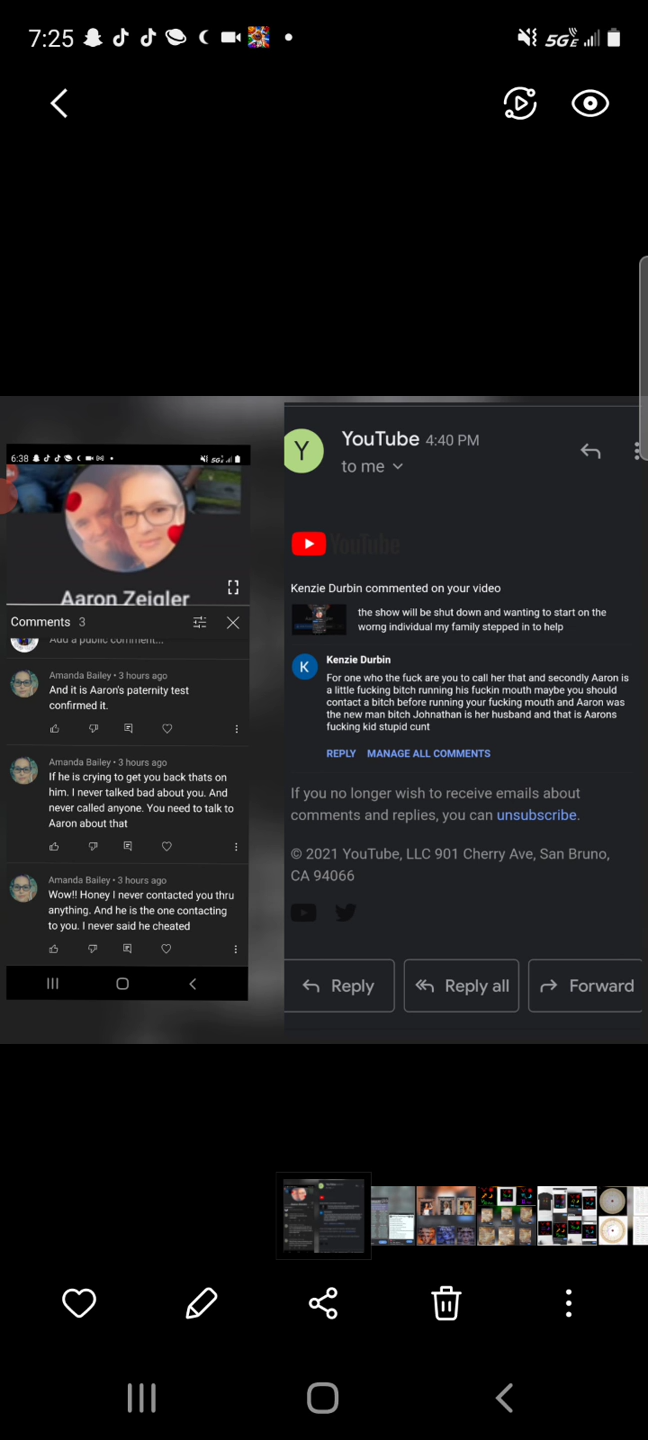 7:25
5GE
6:38
5GE
Aaron Zeigler
Comments 3
Add a public comment...
Amanda Bailey • 3 hours ago
And it is Aaron's paternity test
confirmed it.
Amanda Bailey • 3 hours ago
If he is crying to get you back thats on
him. I never talked bad about you. And
never called anyone. You need to talk to
Aaron about that
Amanda Bailey • 3 hours ago
Wow!! Honey I never contacted you thru
anything. And he is the one contacting
to you. I never said he cheated
Y
YouTube 4:40 PM
to me
YouTube
Kenzie Durbin commented on your video
the show will be shut down and wanting to start on the
worng individual my family stepped in to help
K
Kenzie Durbin
For one who the fuck are you to call her that and secondly Aaron is
a little fucking bitch running his fuckin mouth maybe you should
contact a bitch before running your fucking mouth and Aaron was
the new man bitch Johnathan is her husband and that is Aarons
fucking kid stupid cunt
REPLY MANAGE ALL COMMENTS
If you no longer wish to receive emails about
comments and replies, you can unsubscribe.
© 2021 YouTube, LLC 901 Cherry Ave, San Bruno,
CA 94066
Reply
Reply all
Forward